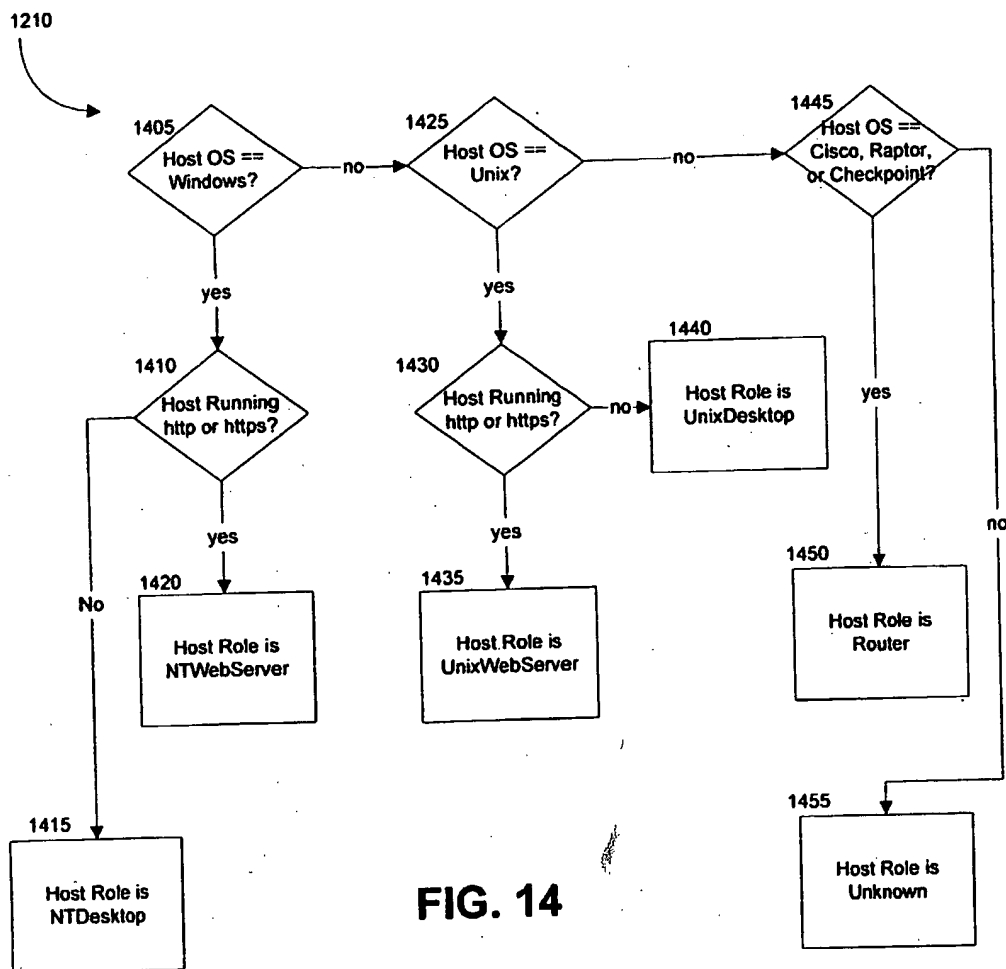 1210
1405
Host OS ==
Windows?
no
1425
Host OS ==
Unix?
no
1445
Host OS ==
Cisco, Raptor,
or Checkpoint?
yes
yes
yes
no
1410
Host Running
http or https?
1430
Host Running
http or https?
no
1440
Host Role is
UnixDesktop
yes
yes
No
1420
Host Role is
NTWebServer
1435
Host Role is
UnixWebServer
1450
Host Role is
Router
1415
Host Role is
NTDesktop
1455
Host Role is
Unknown
FIG. 14